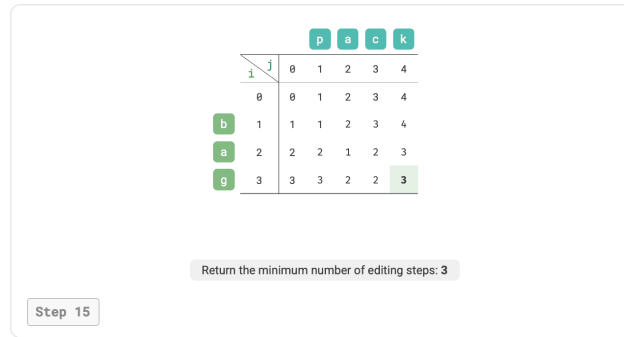 p a c k
i j 0 1 2 3 4
0 0 1 2 3 4
b 1 1 1 2 3 4
a 2 2 2 1 2 3
g 3 3 3 2 2 3
Return the minimum number of editing steps: 3
Step 15